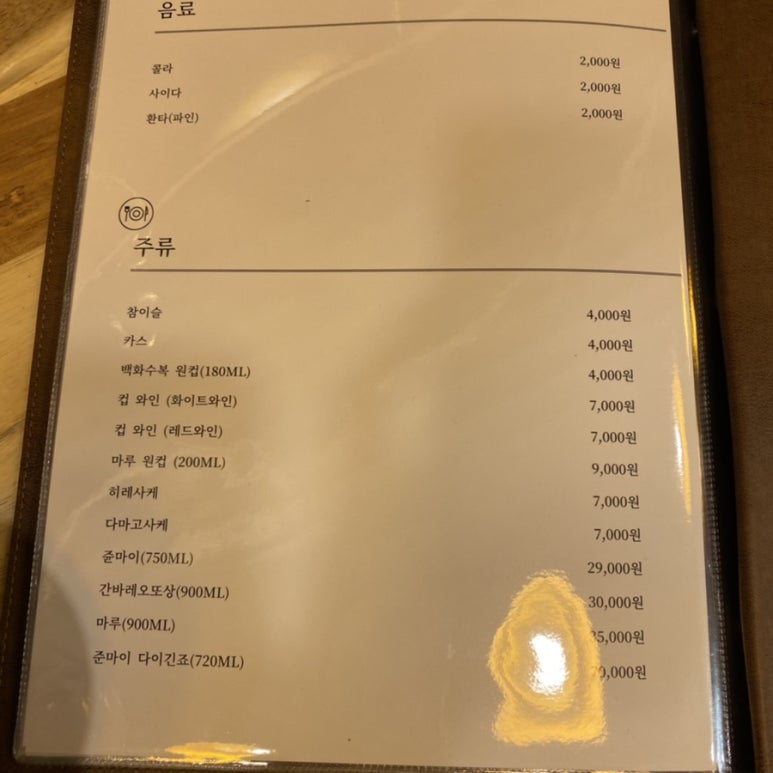 음료
콜라 2,000원
사이다 2,000원
환타(파인) 2,000원
주류
참이슬 4,000원
카스 4,000원
백화수복 원컵(180ML) 4,000원
컵 와인 (화이트와인) 7,000원
컵 와인 (레드와인) 7,000원
마루 원컵 (200ML) 9,000원
히레사케 7,000원
다마고사케 7,000원
쥰마이(750ML) 29,000원
간바레오또상(900ML) 30,000원
마루(900ML)
준마이 다이긴죠(720ML)